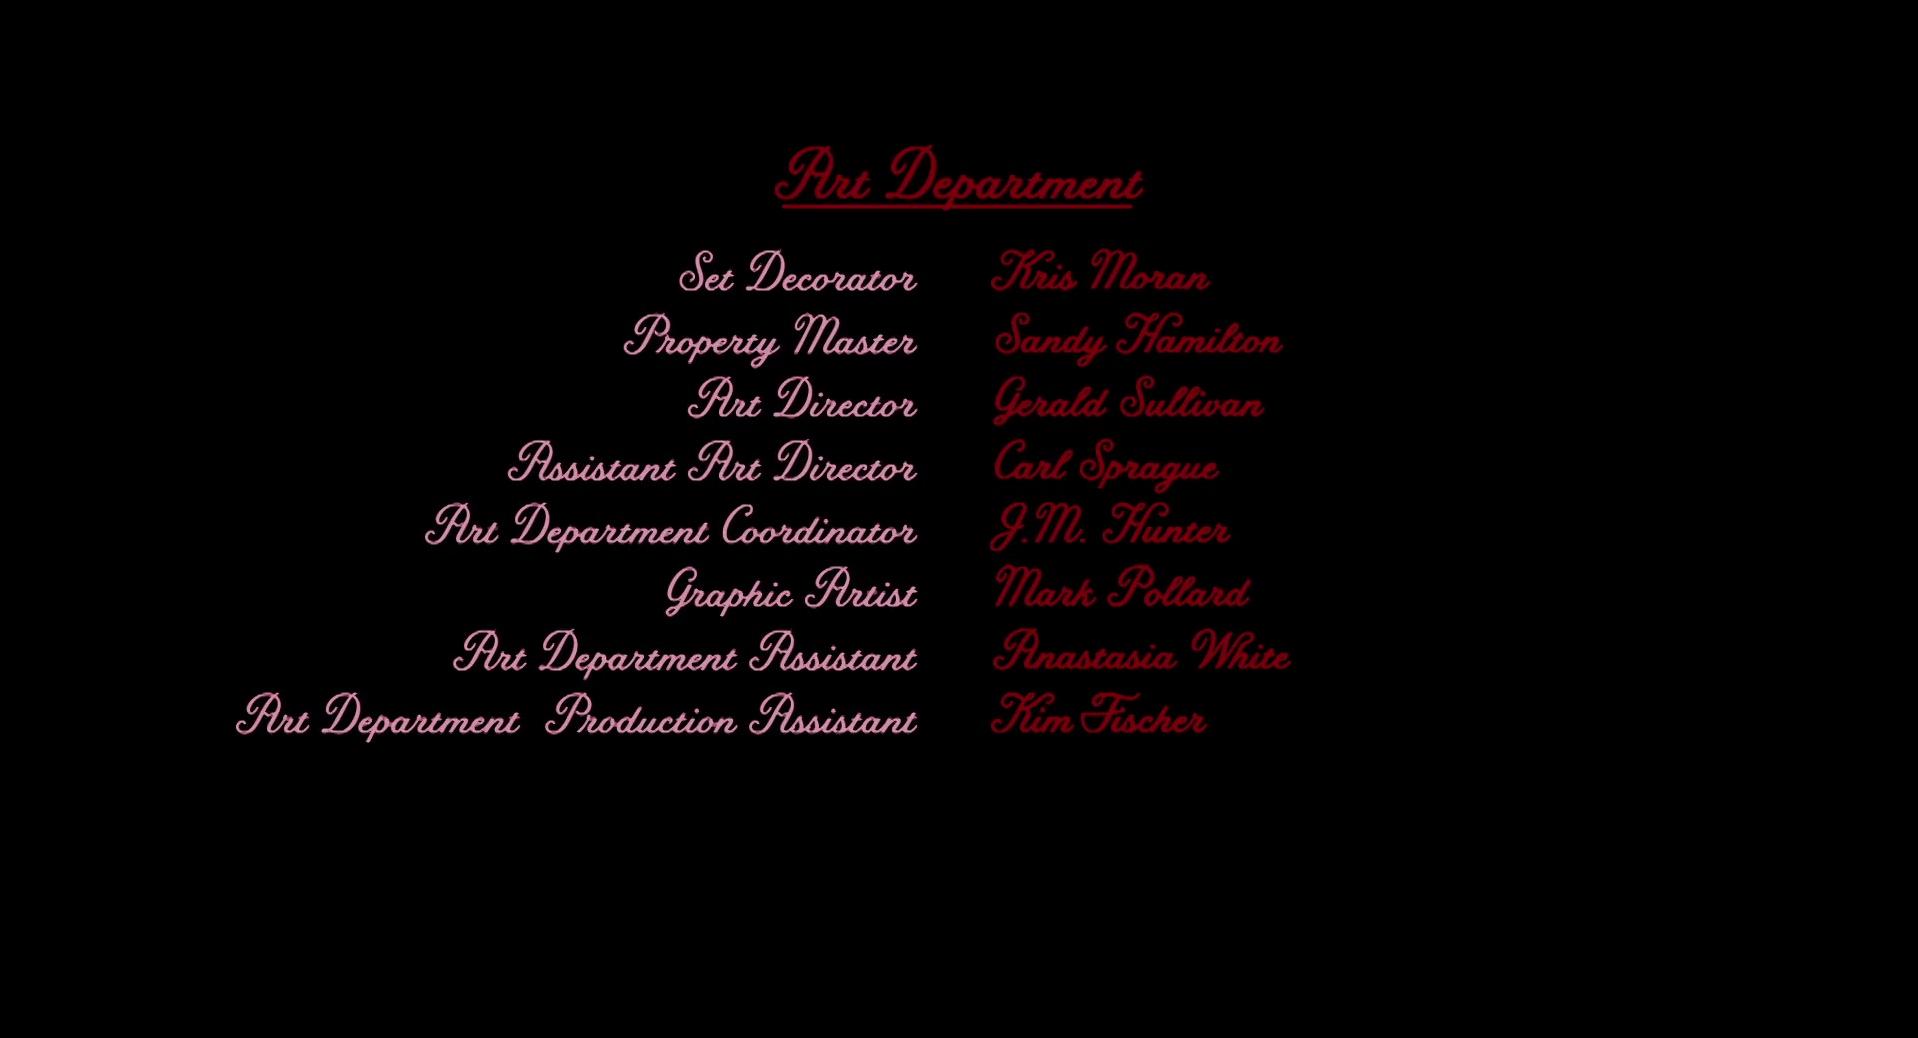 Art Department
Set Decorator Kris Moran
Property Master Sandy Hamilton
Art Director Gerald Sullivan
Assistant Art Director Carl Sprague
Art Department Coordinator J.M. Hunter
Graphic Artist Mark Pollard
Art Department Assistant Anastasia White
Art Department Production Assistant Kim Fischer